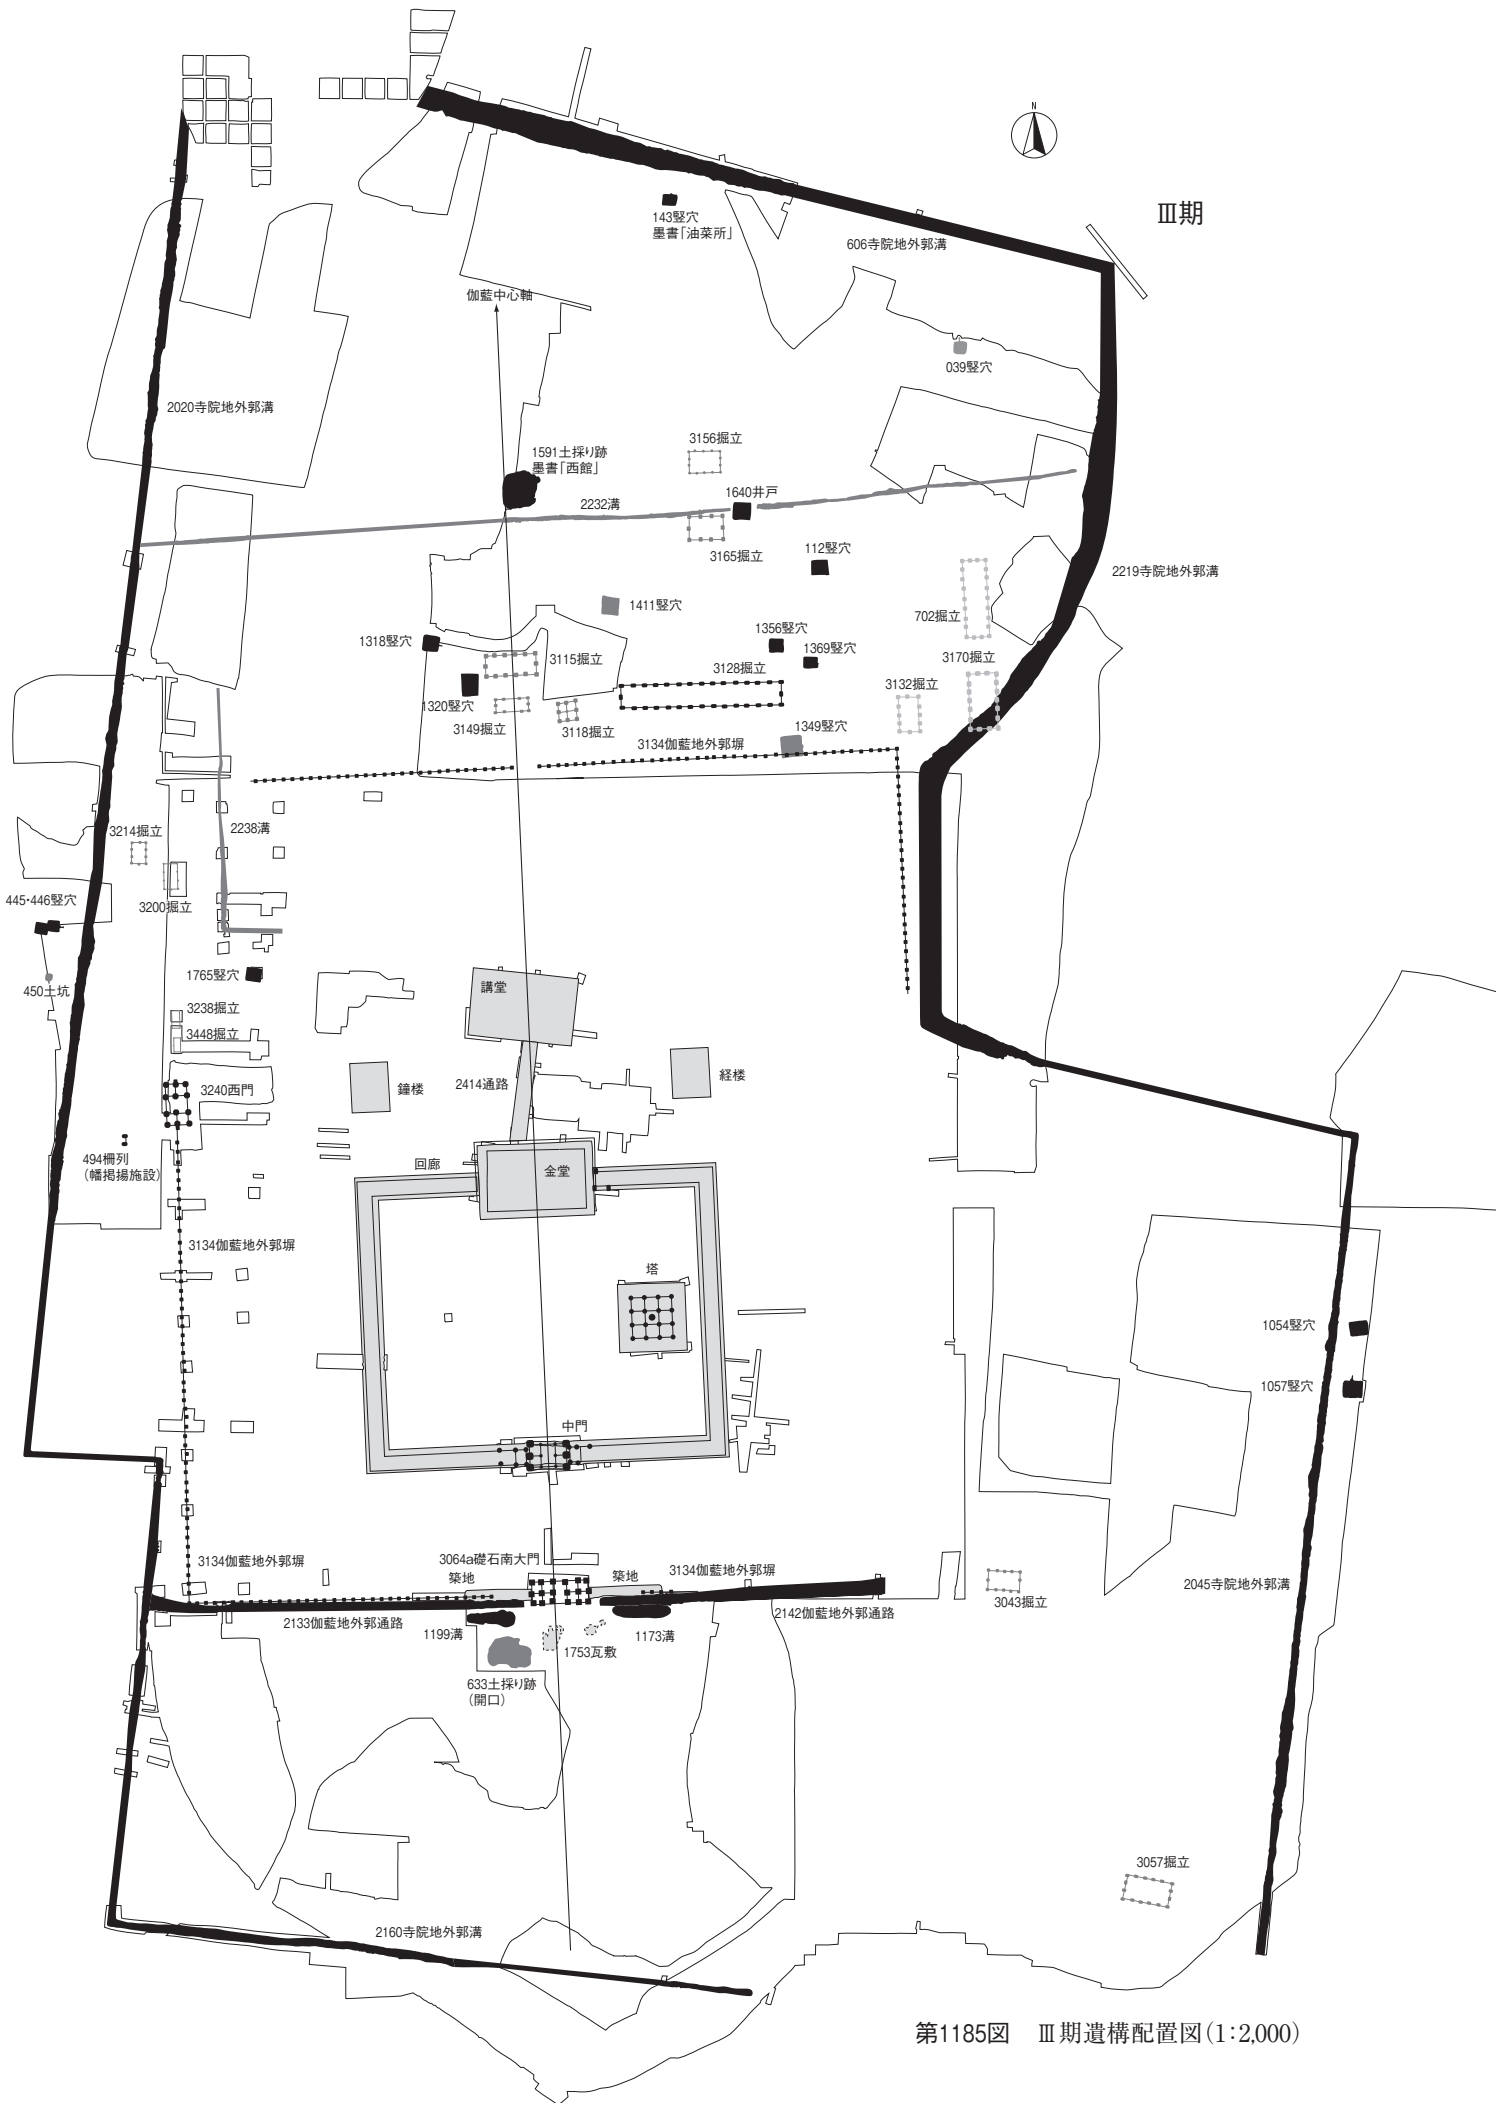 N
Ⅲ期
143竪穴
墨書「油菜所」
606寺院地外郭溝
伽藍中心軸
039竪穴
2020寺院地外郭溝
3156掘立
1591土採り跡
墨書「西館」
1640井戸
2232溝
3165掘立
112竪穴
2219寺院地外郭溝
1411竪穴
702掘立
1318竪穴
1356竪穴
1369竪穴
3115掘立
3128掘立
3170掘立
3132掘立
1320竪穴
3149掘立
3118掘立
1349竪穴
3134伽藍地外郭塀
3214掘立
2238溝
445・446竪穴
3200掘立
1765竪穴
450土坑
講堂
3238掘立
3448掘立
3240西門
鐘楼
2414通路
経楼
494柵列
（幡掲揚施設）
回廊
金堂
3134伽藍地外郭塀
塔
1054竪穴
1057竪穴
中門
3134伽藍地外郭塀
3064a礎石南大門
築地
築地
3134伽藍地外郭塀
2045寺院地外郭溝
3043掘立
2133伽藍地外郭通路
2142伽藍地外郭通路
1199溝
1753瓦敷
1173溝
633土採り跡
（開口）
3057掘立
2160寺院地外郭溝
第1185図　Ⅲ期遺構配置図（1：2,000）